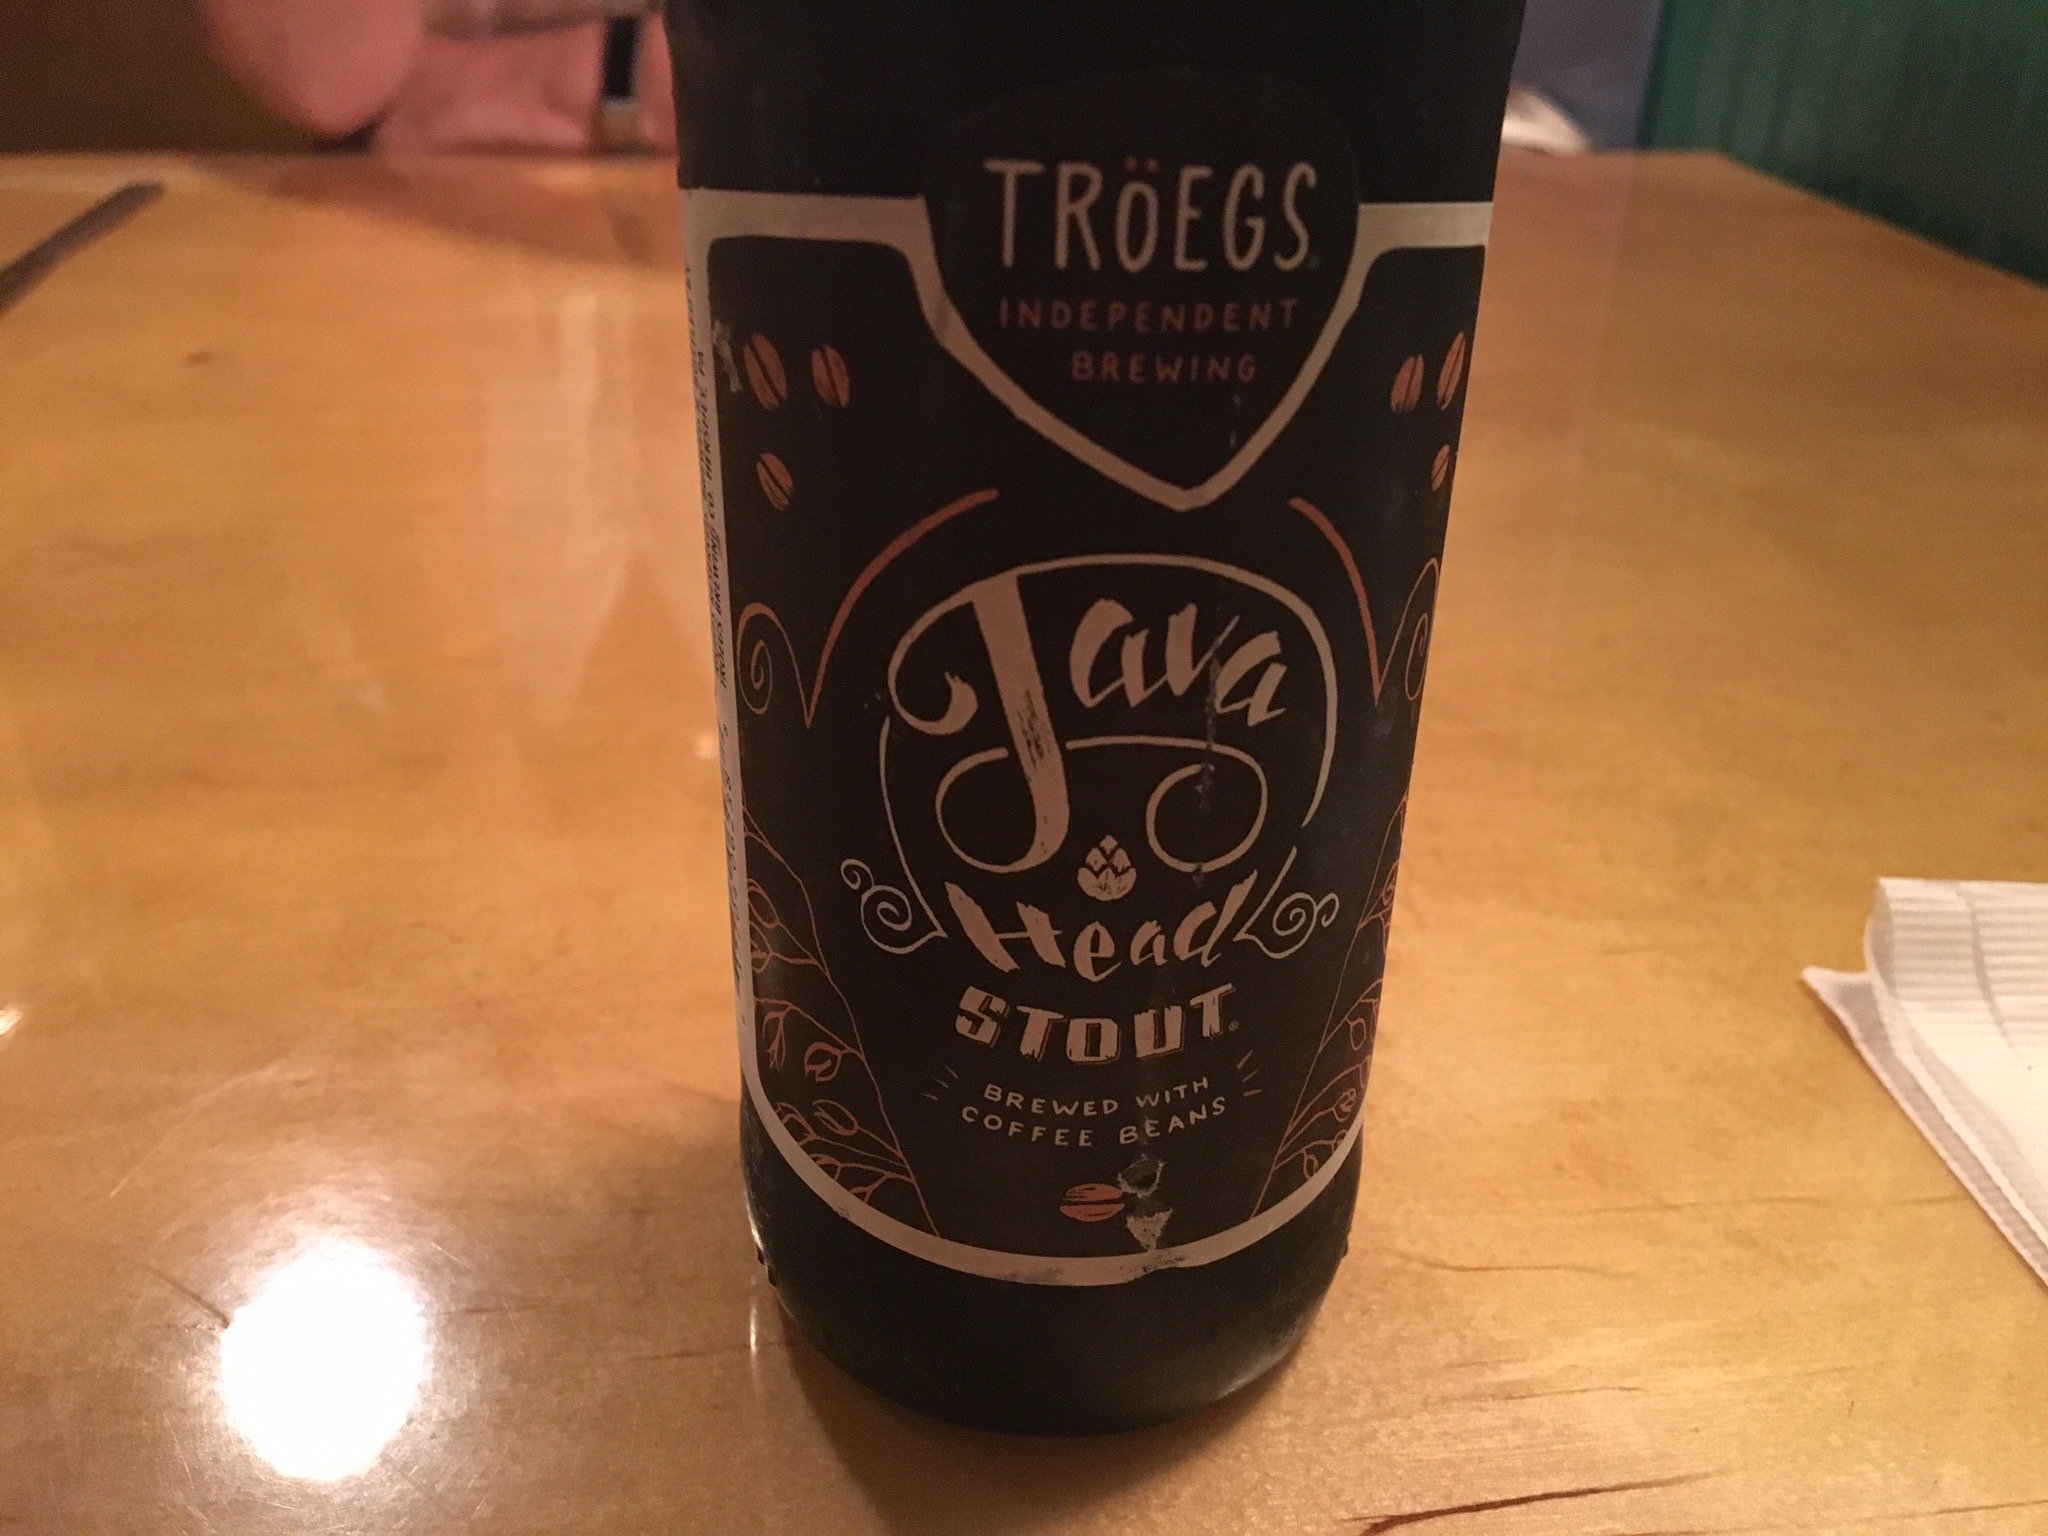 TRÖEGS
INDEPENDENT
BREWING
Java
Head
STOUT®
BREWED WITH
COFFEE BEANS